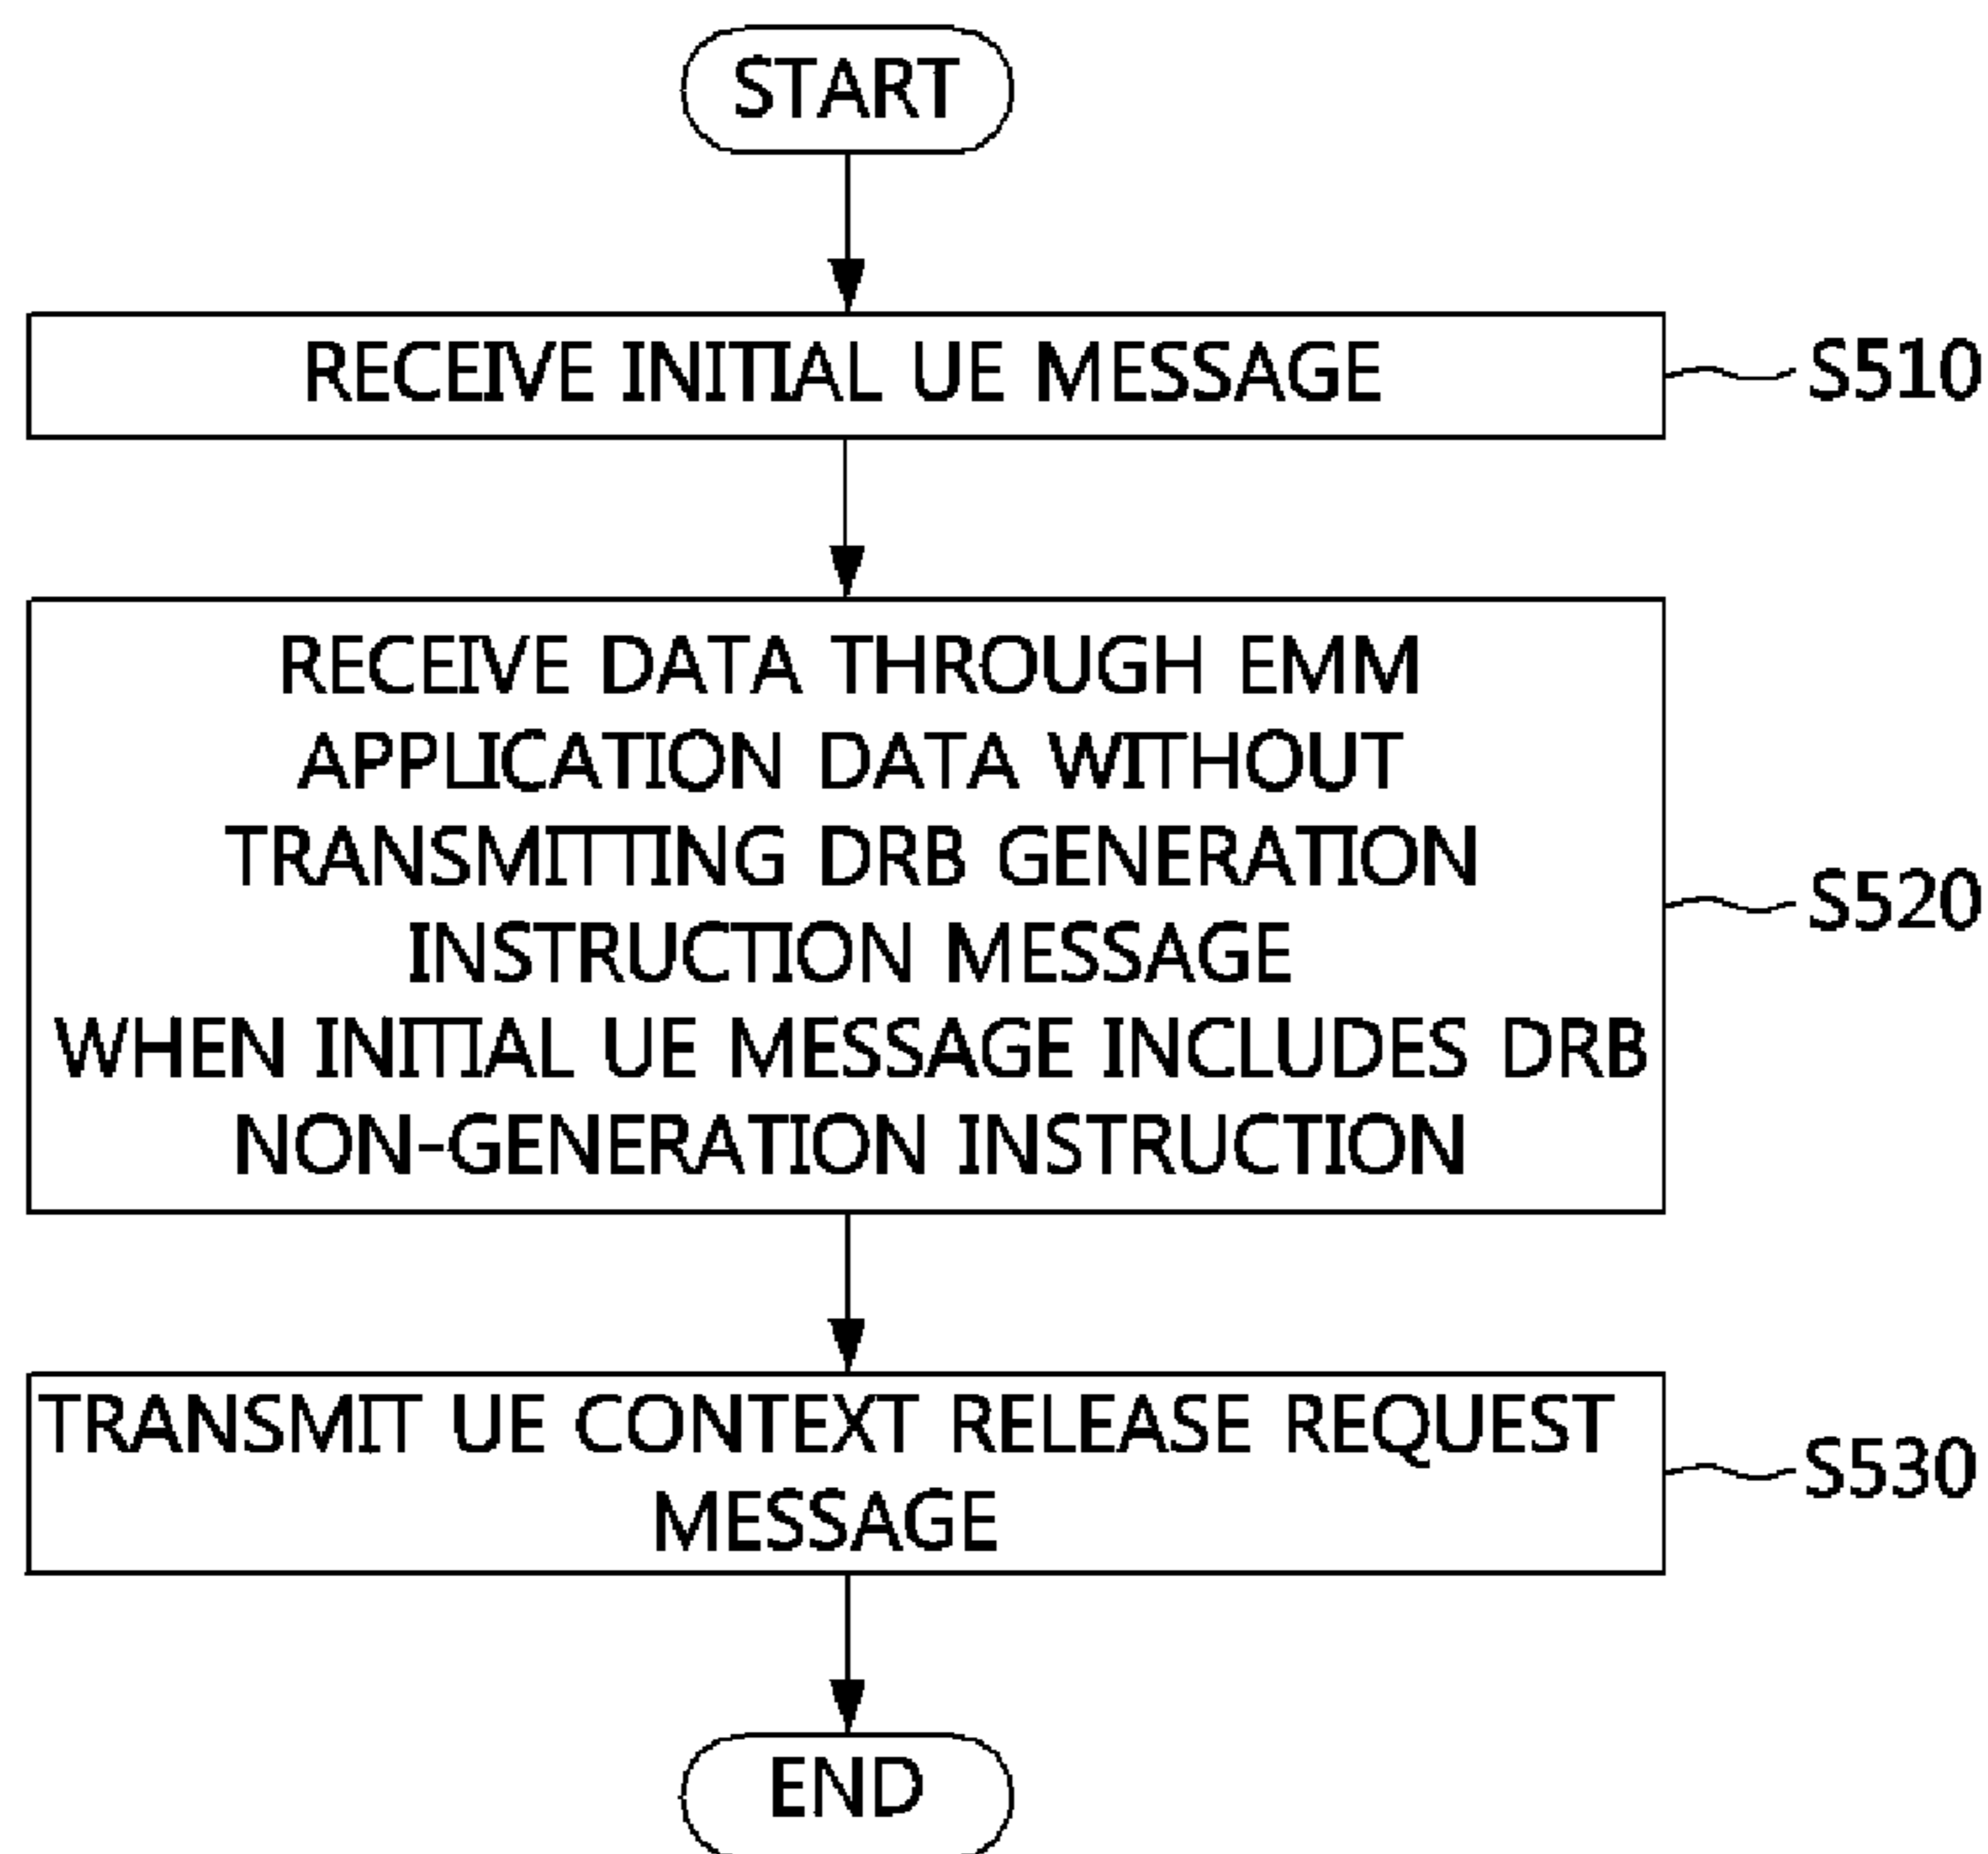 START
RECEIVE INITIAL UE MESSAGE
S510
RECEIVE DATA THROUGH EMM
APPLICATION DATA WITHOUT
TRANSMITTING DRB GENERATION
INSTRUCTION MESSAGE
WHEN INITIAL UE MESSAGE INCLUDES DRB
NON-GENERATION INSTRUCTION
S520
TRANSMIT UE CONTEXT RELEASE REQUEST
MESSAGE
S530
END